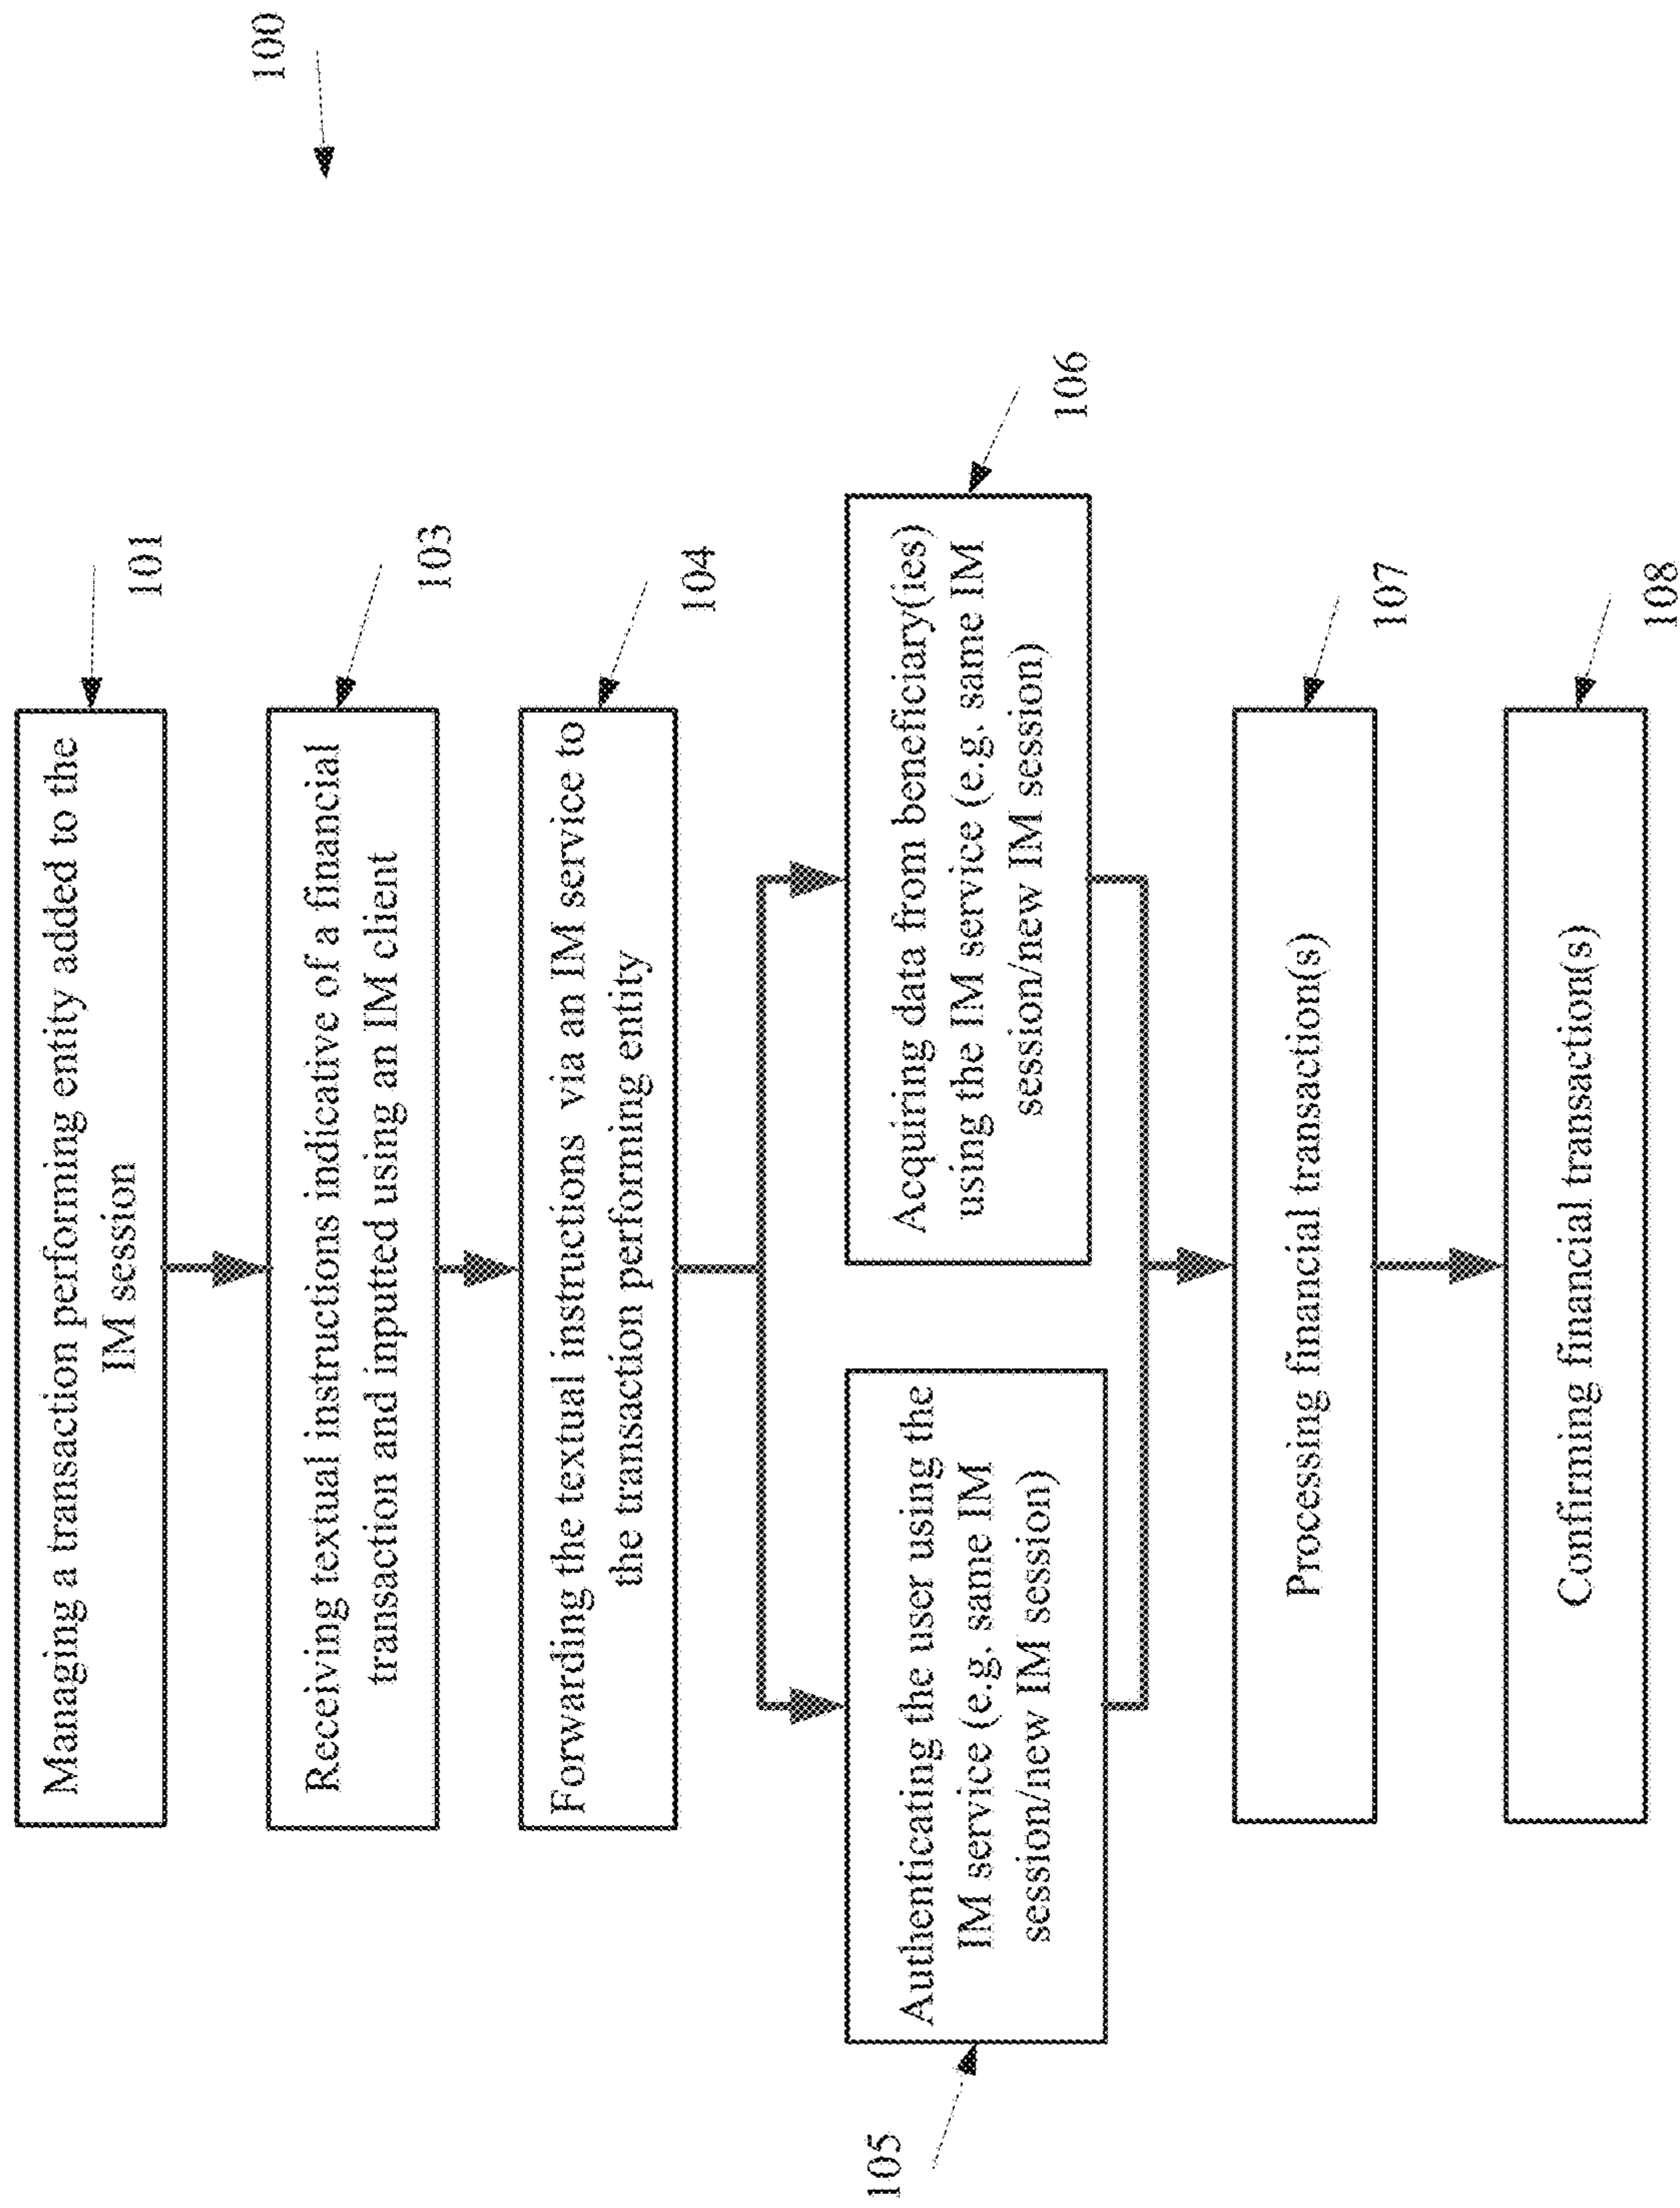 100
Managing a transaction performing entity added to the
IM session
101
Receiving textual instructions indicative of a financial
transaction and inputted using an IM client
103
Forwarding the textual instructions via an IM service to
the transaction performing entity
104
105
Authenticating the user using the
IM service (e.g. same IM
session/new IM session)
Acquiring data from beneficiary(ies)
using the IM service (e.g. same IM
session/new IM session)
106
Processing financial transaction(s)
107
Confirming financial transaction(s)
108